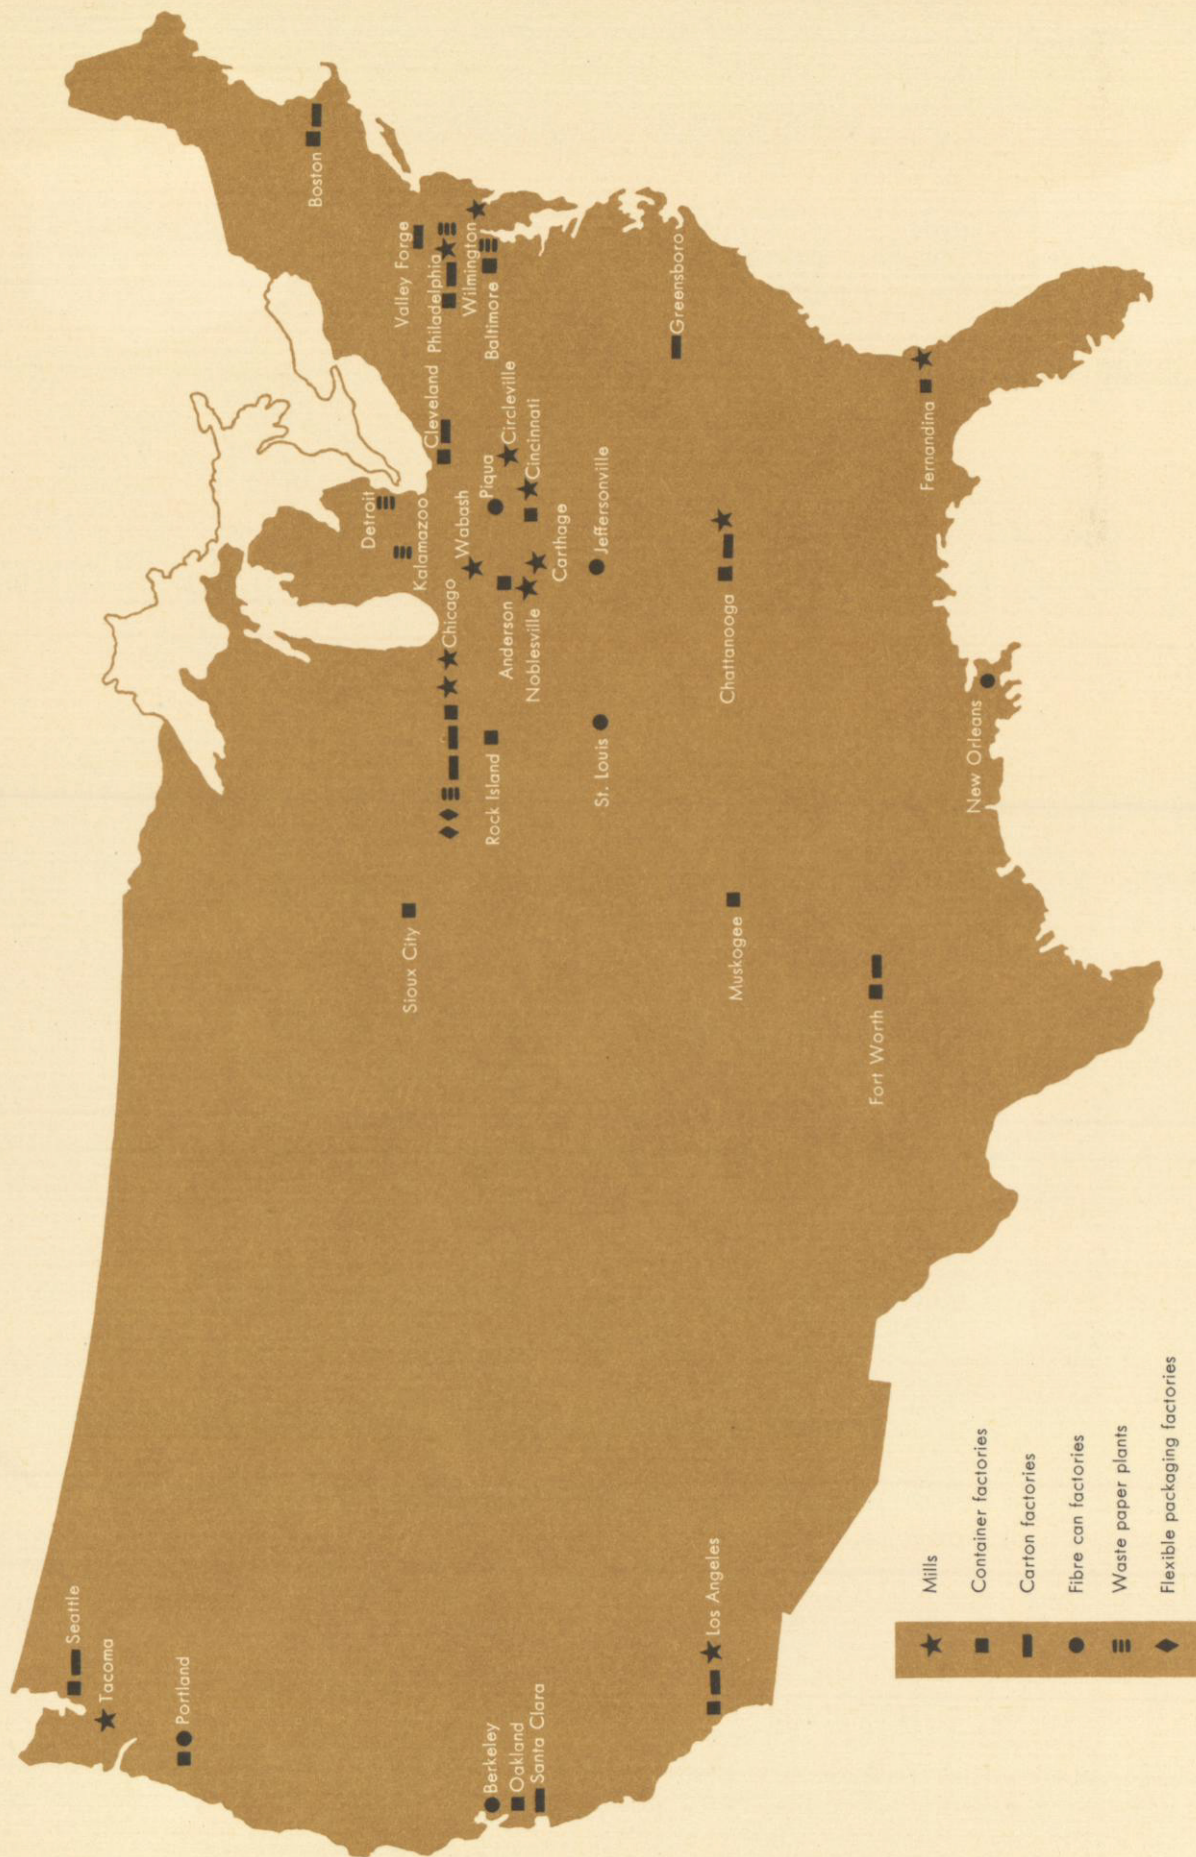 Seattle
Tacoma
Portland
Berkeley
Oakland
Santa Clara
Los Angeles
Sioux City
Muskogee
Fort Worth
Chicago
Rock Island
St. Louis
New Orleans
Detroit
Kalamazoo
Wabash
Anderson
Noblesville
Carthage
Jeffersonville
Chattanooga
Cleveland
Piqua
Circleville
Cincinnati
Boston
Valley Forge
Philadelphia
Wilmington
Baltimore
Greensboro
Fernandina
Mills
Container factories
Carton factories
Fibre can factories
Waste paper plants
Flexible packaging factories